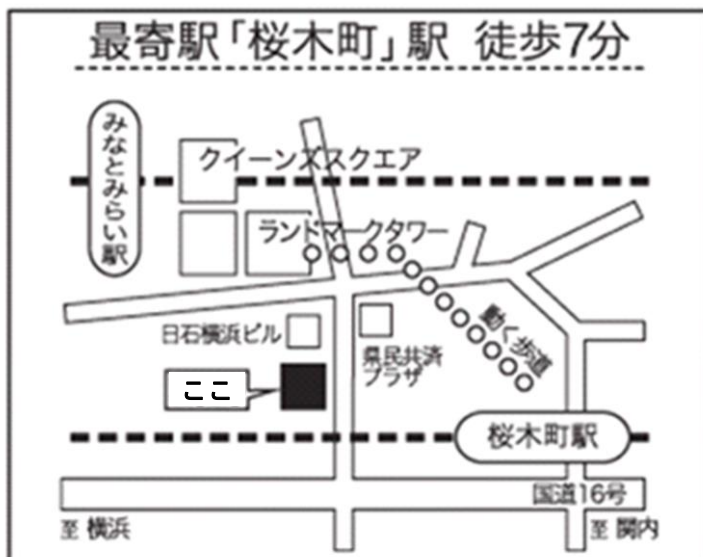 最寄駅「桜木町」駅 徒歩7分
みなとみらい駅
クイーンズスクエア
ランドマークタワー
動く歩道
日石横浜ビル
県民共済
プラザ
ここ
桜木町駅
国道16号
至 横浜
至 関内